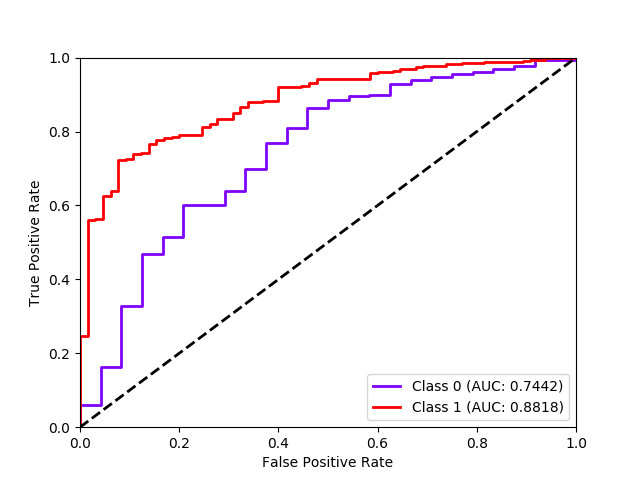 1.0
0.8
0.6
0.4
0.2
0.0
True Positive Rate
Class 0 (AUC: 0.7442)
Class 1 (AUC: 0.8818)
0.0 0.2 0.4 0.6 0.8 1.0
False Positive Rate